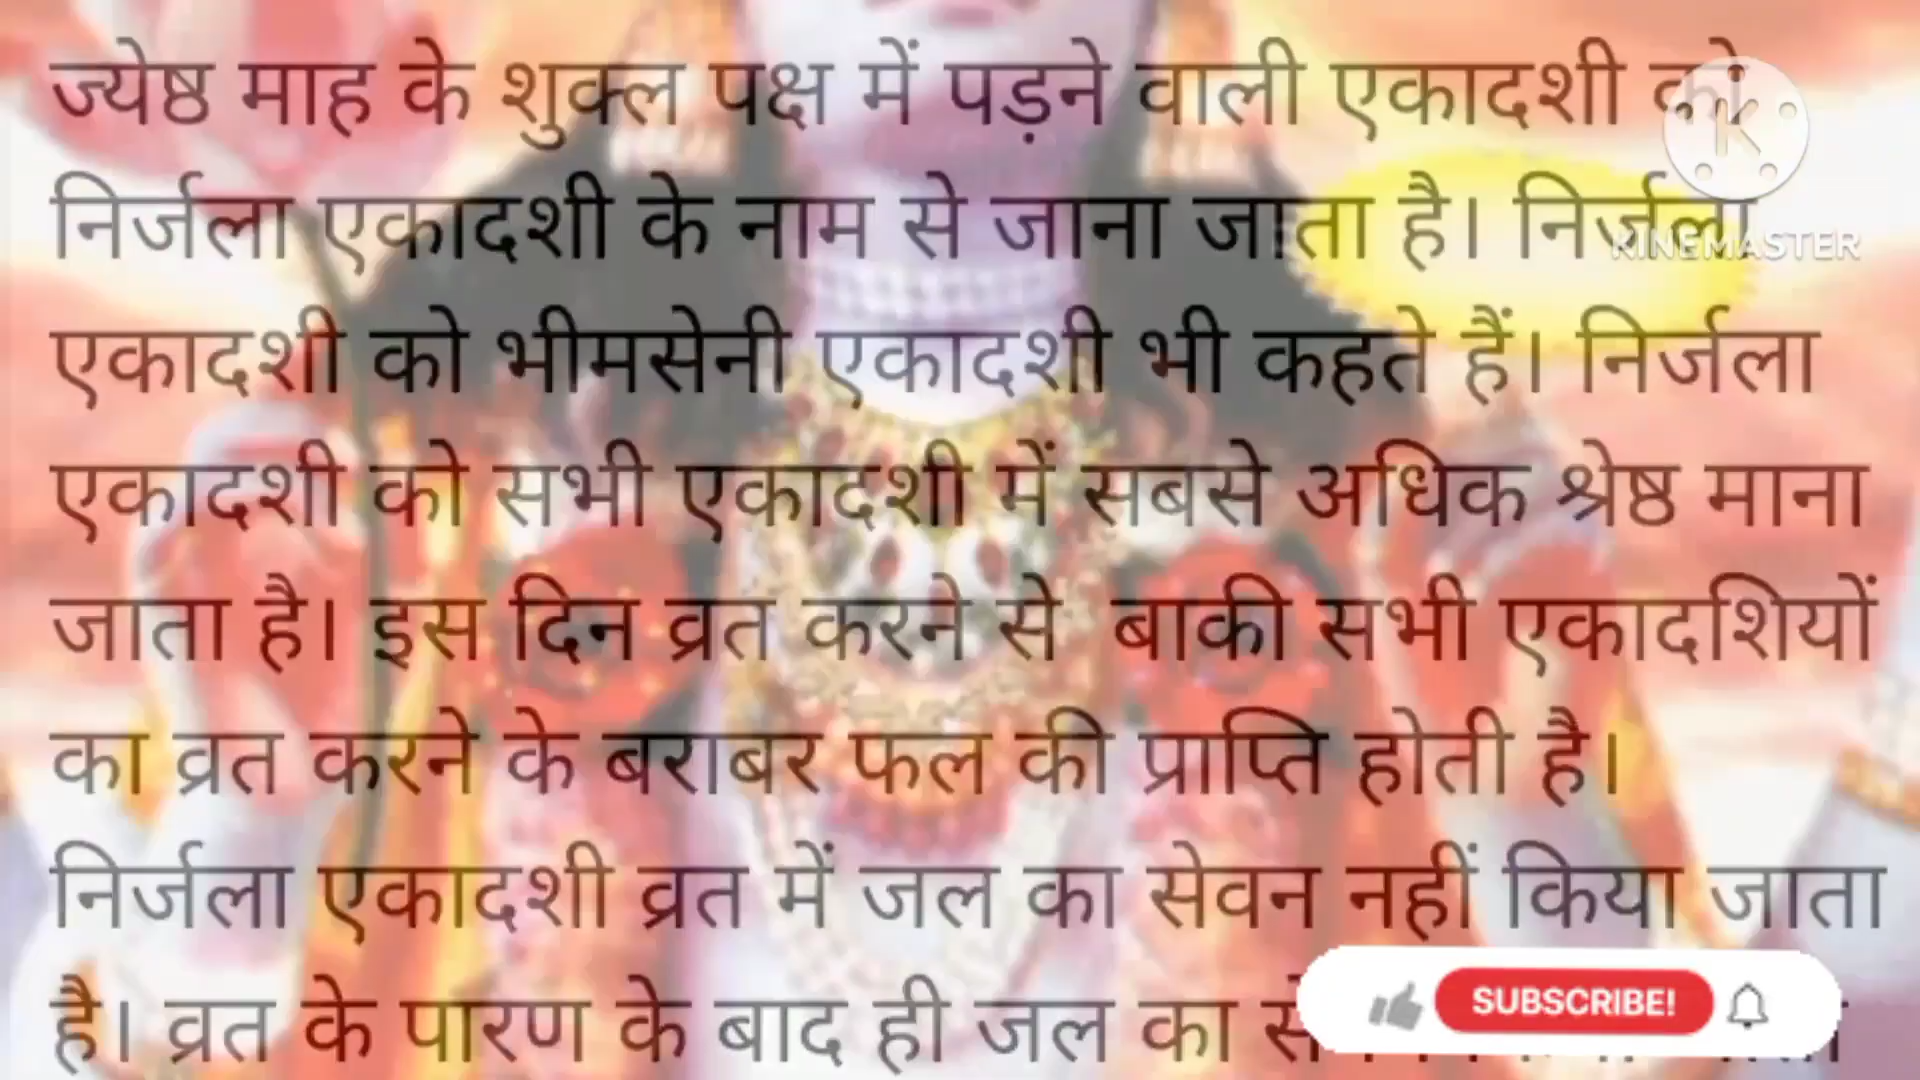 ज्येष्ठ माह के शुक्ल पक्ष में पड़ने वाली एकादशी को
निर्जला एकादशी के नाम से जाना जाता है। निर्जला
KINEMASTER
एकादशी को भीमसेनी एकादशी भी कहते हैं। निर्जला
एकादशी को सभी एकादशी में सबसे अधिक श्रेष्ठ माना
जाता है। इस दिन व्रत करने से बाकी सभी एकादशियों
का व्रत करने के बराबर फल की प्राप्ति होती है।
निर्जला एकादशी व्रत में जल का सेवन नहीं किया जाता
है। व्रत के पारण के बाद ही जल का
SUBSCRIBE!